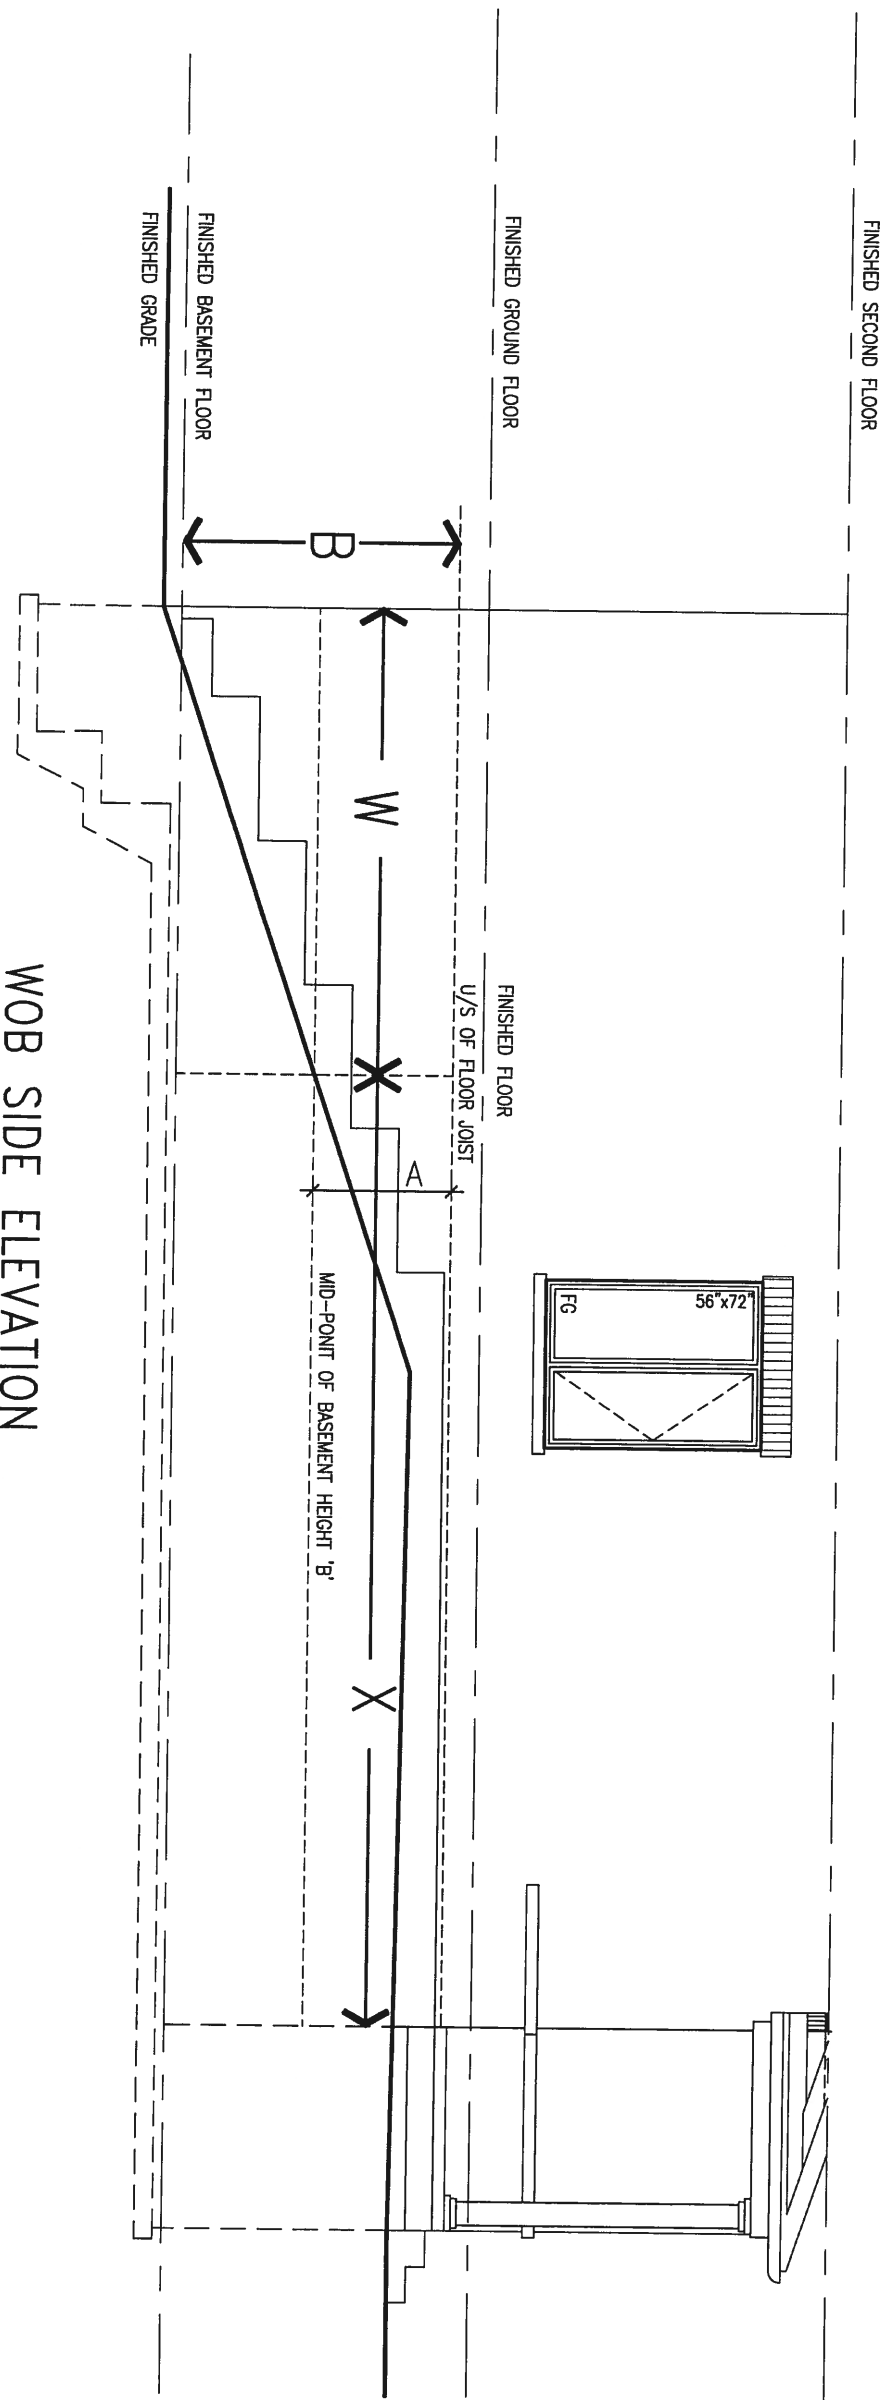 FINISHED SECOND FLOOR
FINISHED GROUND FLOOR
FINISHED BASEMENT FLOOR
FINISHED GRADE
B
W
FINISHED FLOOR
U/S OF FLOOR JOIST
A
56"x72"
FG
MID-PONIT OF BASEMENT HEIGHT 'B'
X
WOB SIDE ELEVATION